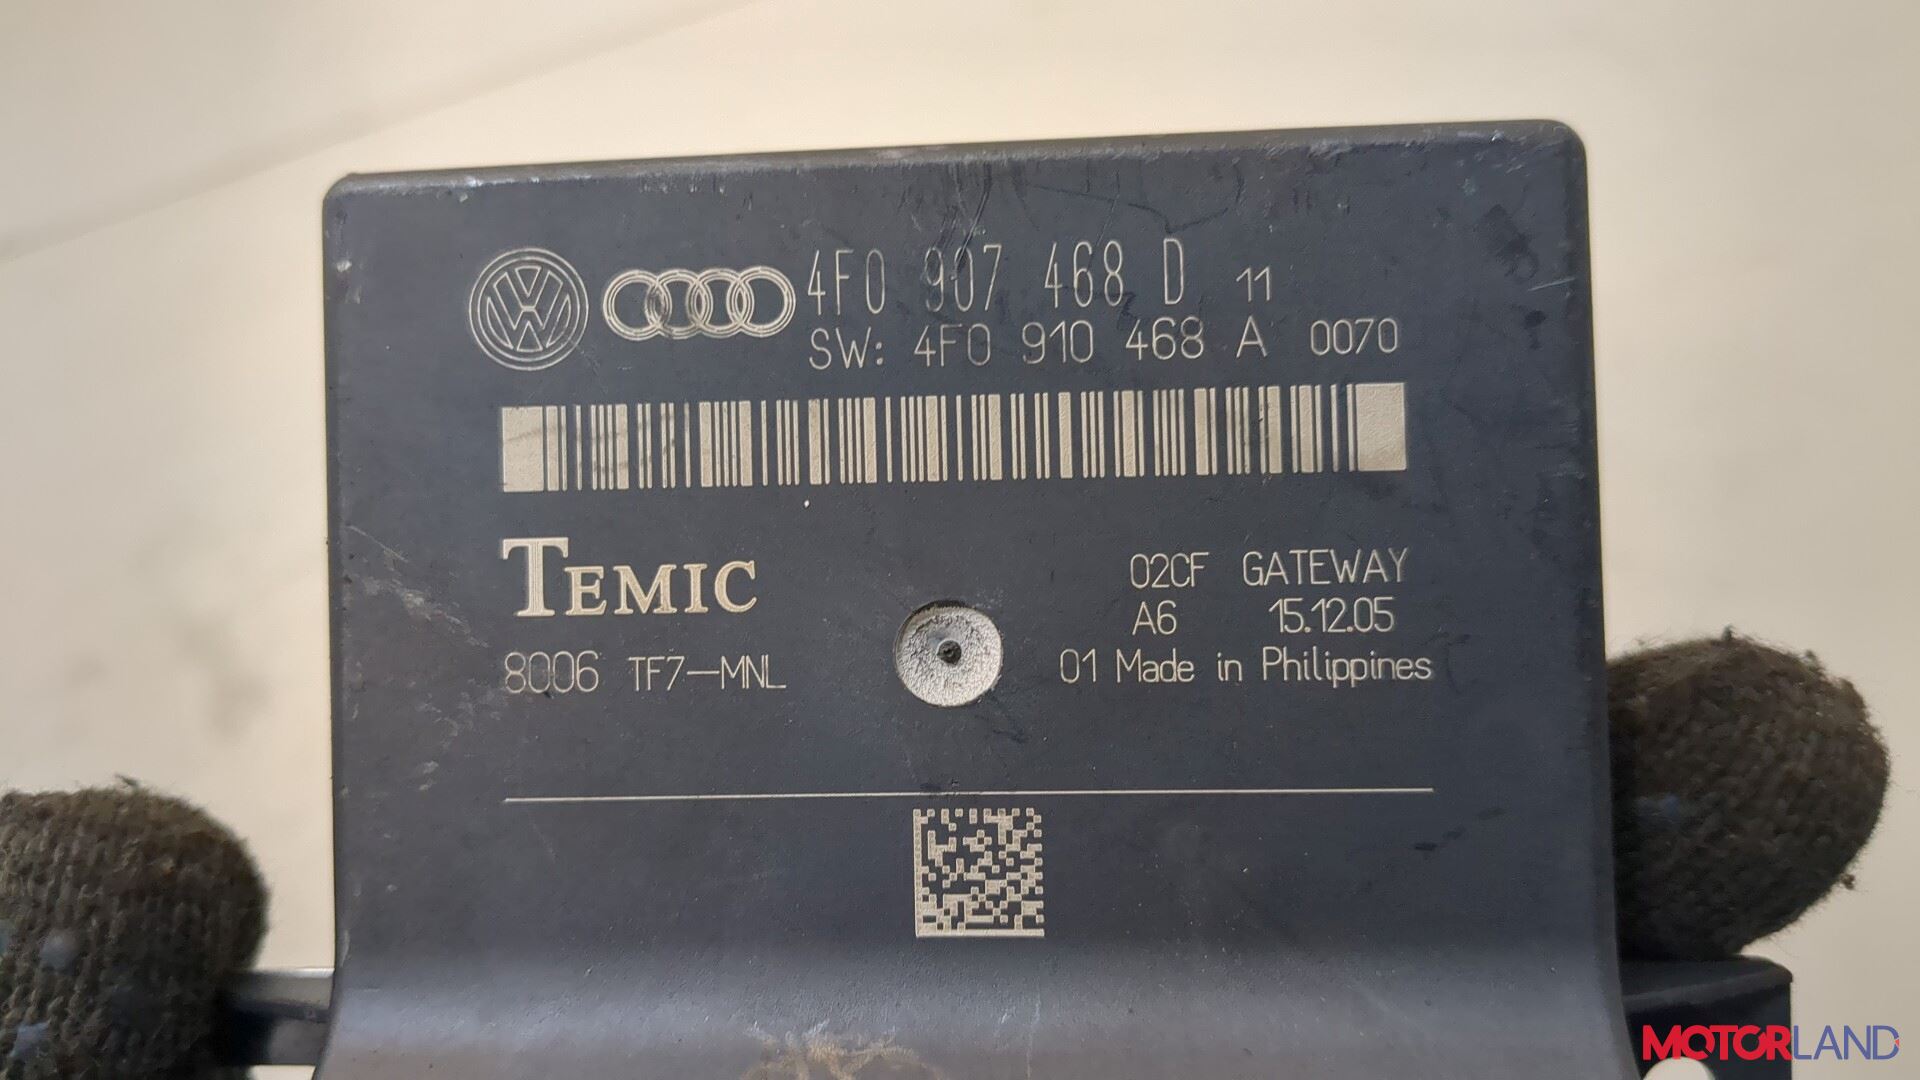 4F0 907 468 D 11
SW: 4F0 910 468 A 0070
TEMIC
02CF GATEWAY
A6 15.12.05
8006 TF7-MNL
01 Made in Philippines
MOTORLAND